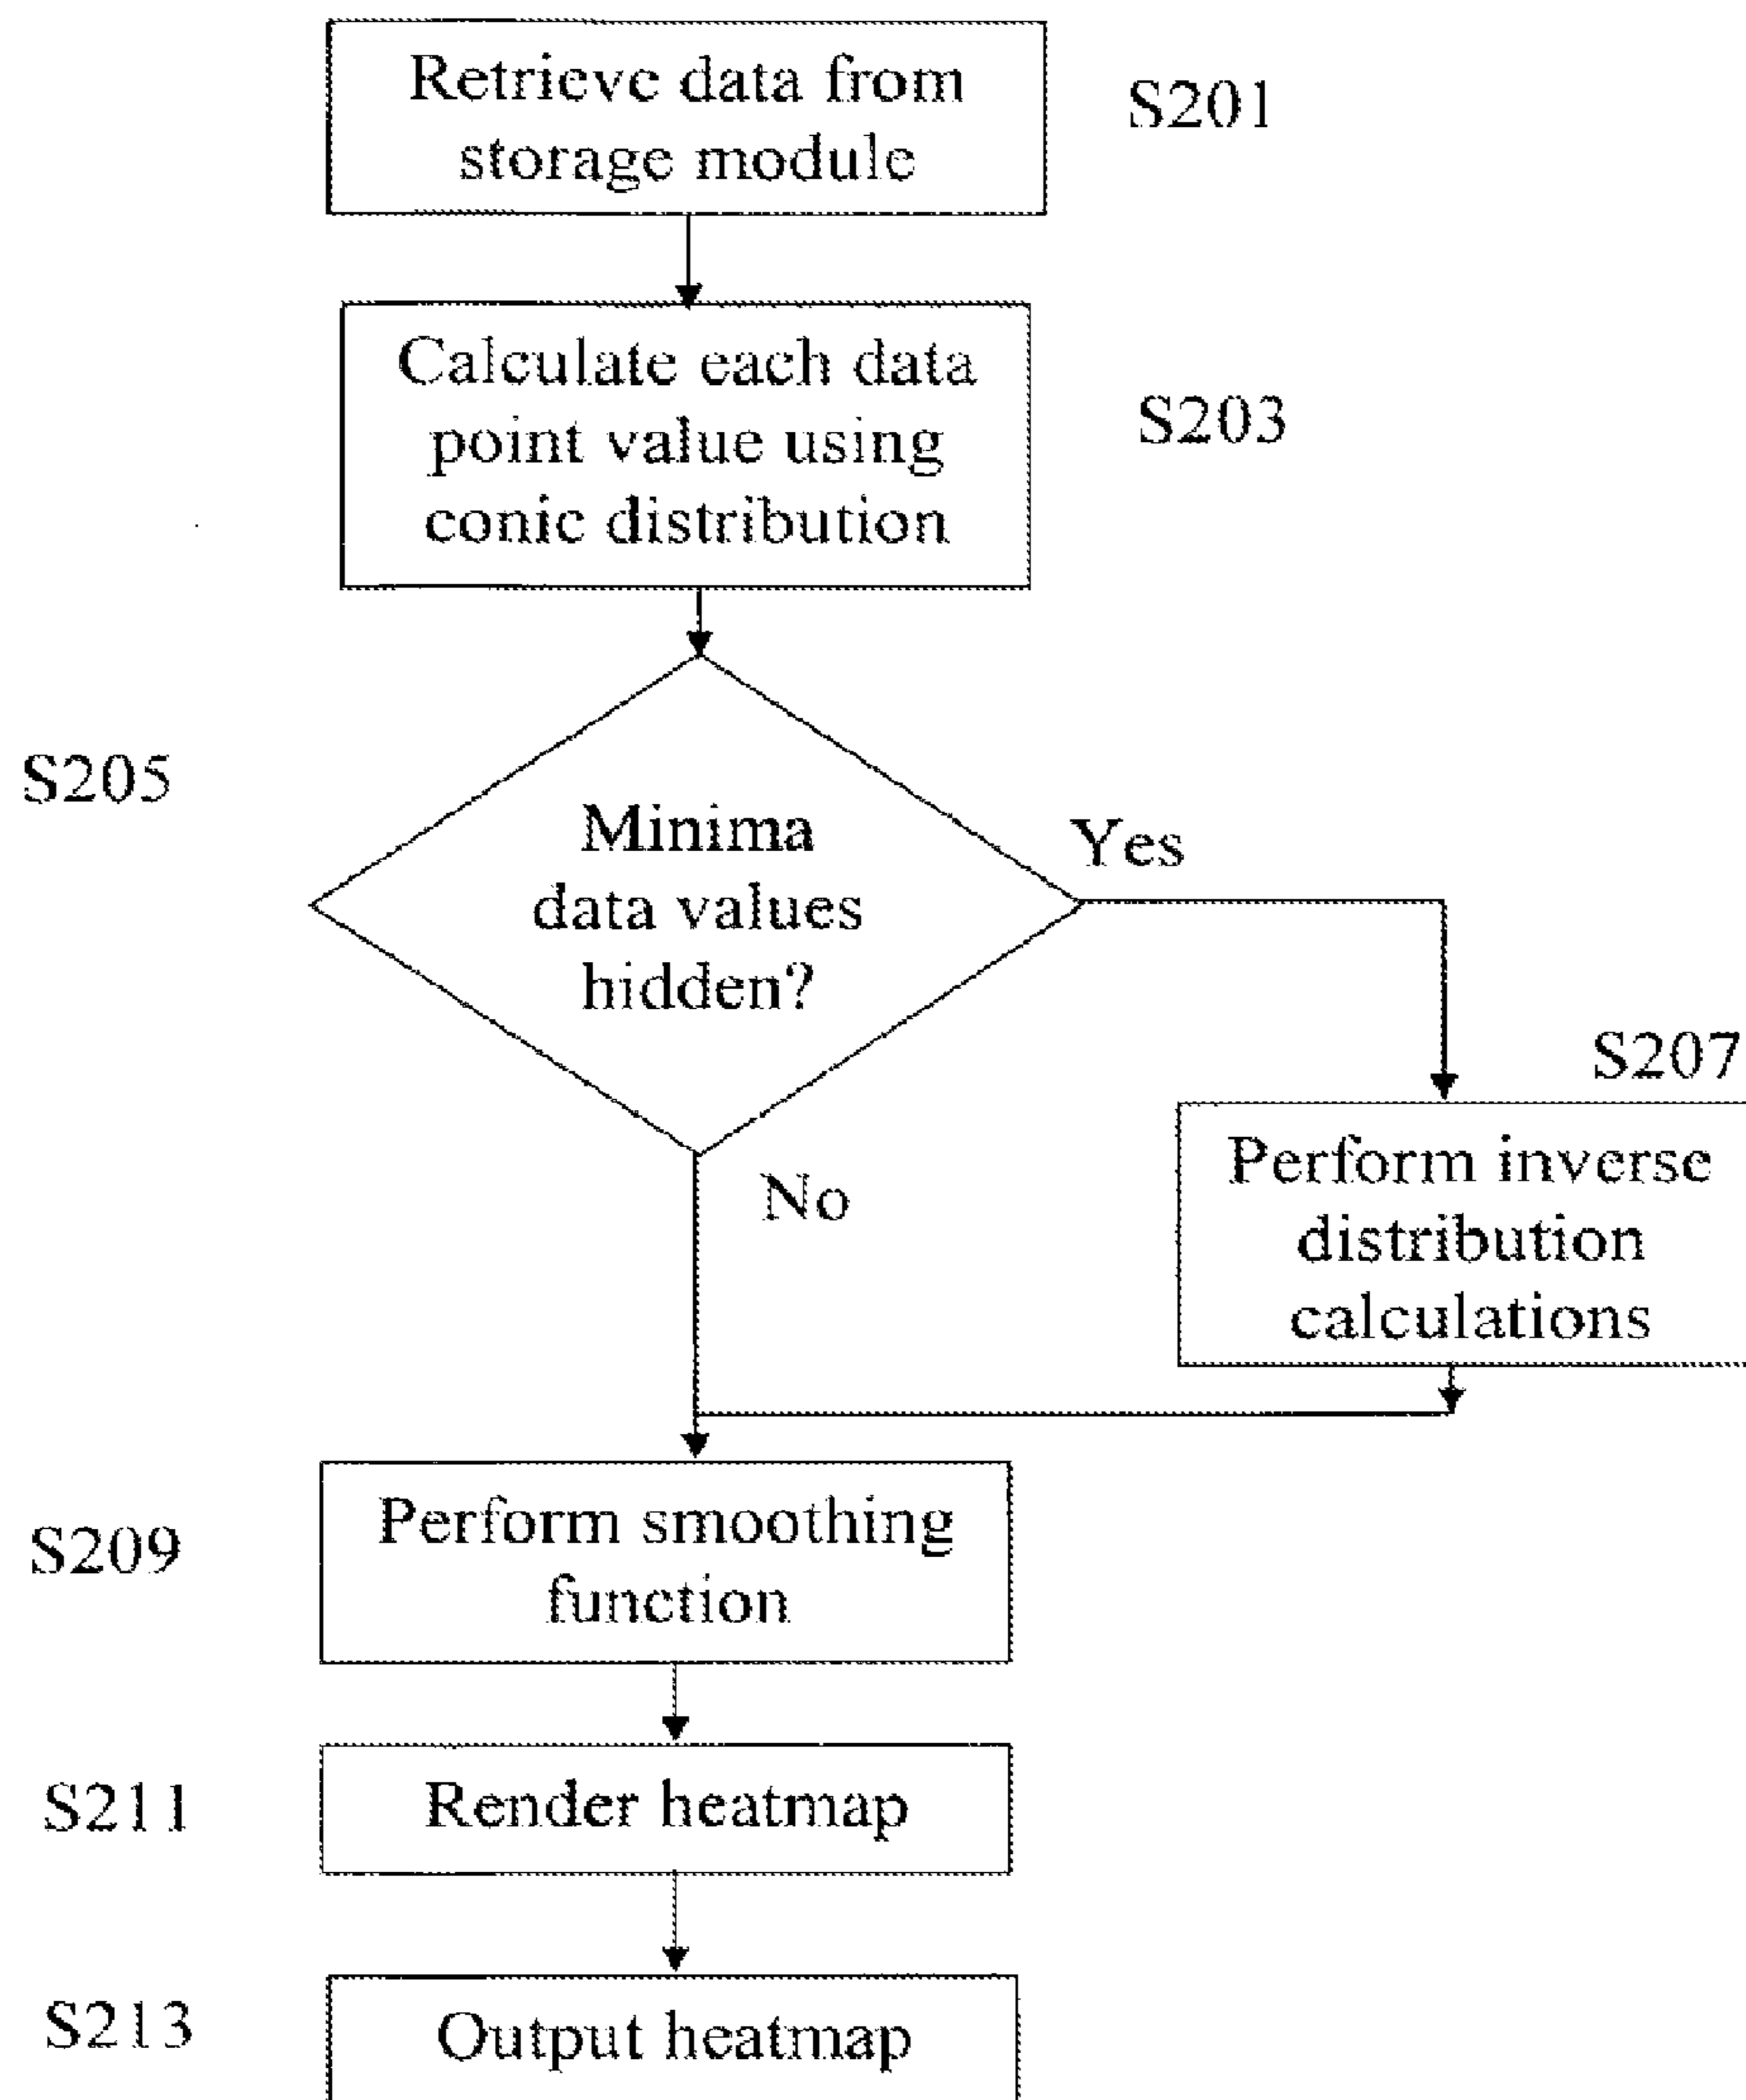 Retrieve data from
storage module
S201
Calculate each data
point value using
conic distribution
S203
S205
Minima
data values
hidden?
Yes
No
S207
Perform inverse
distribution
calculations
S209
Perform smoothing
function
S211
Render heatmap
S213
Output heatmap